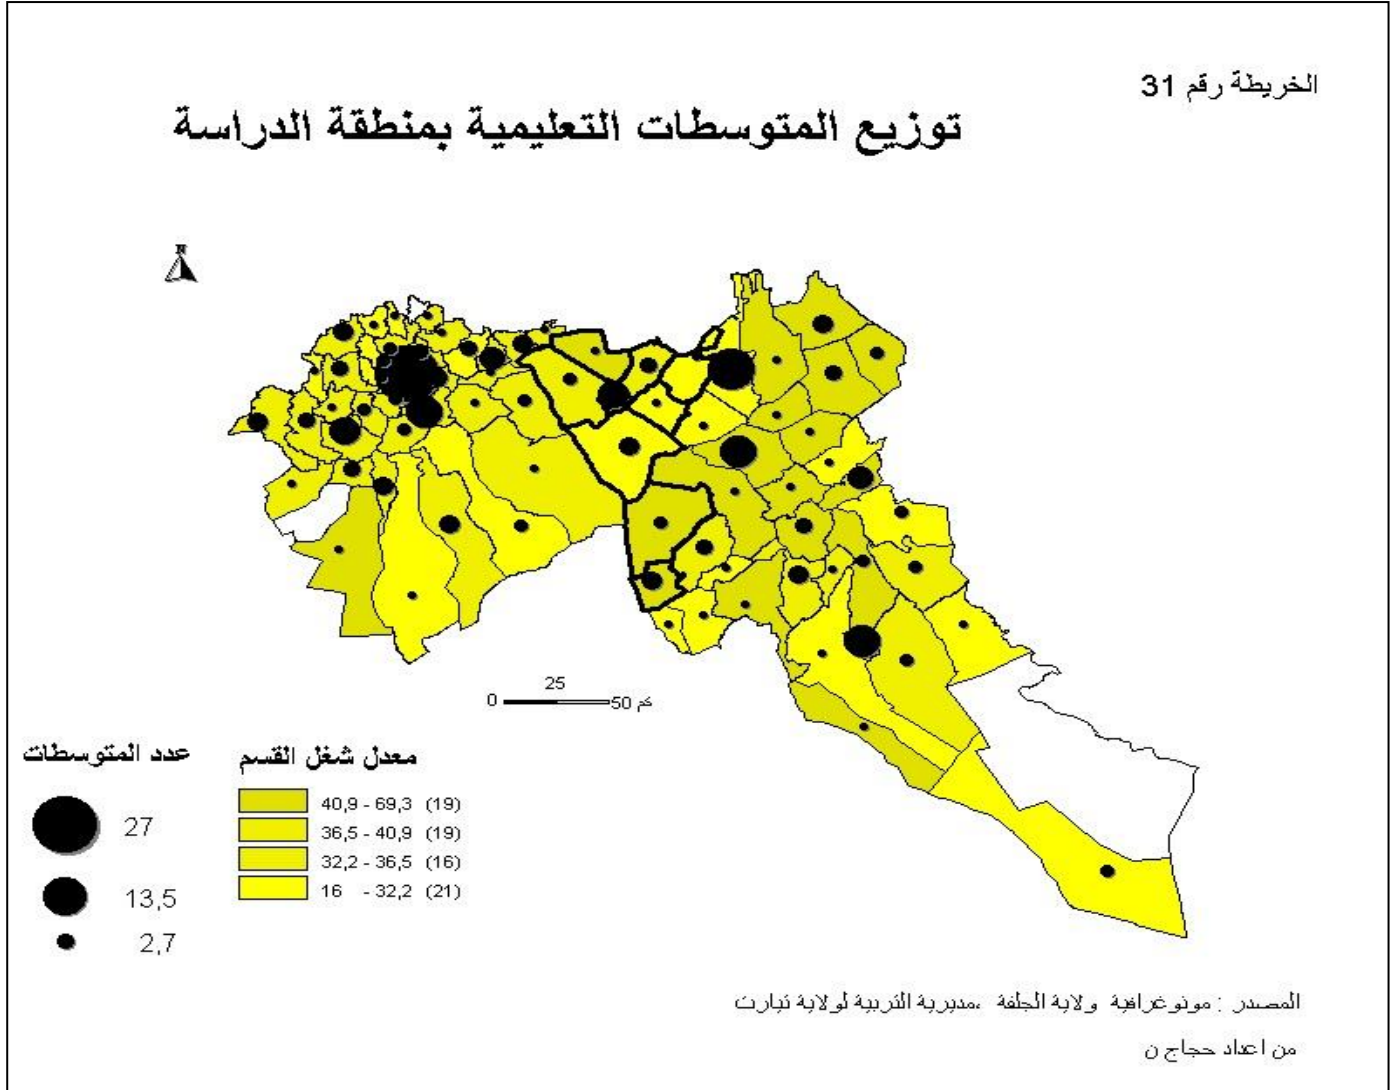 الخريطة رقم 31
توزيع المتوسطات التعليمية بمنطقة الدراسة
N
0 25 50 كم
عدد المتوسطات
27
13,5
2,7
معدل شغل القسم
40,9 - 69,3 (19)
36,5 - 40,9 (19)
32,2 - 36,5 (16)
16 - 32,2 (21)
المصدر : مونوغرافية ولاية الجلفة ،مديرية التربية لولاية تيارت
من اعداد حجاج ن